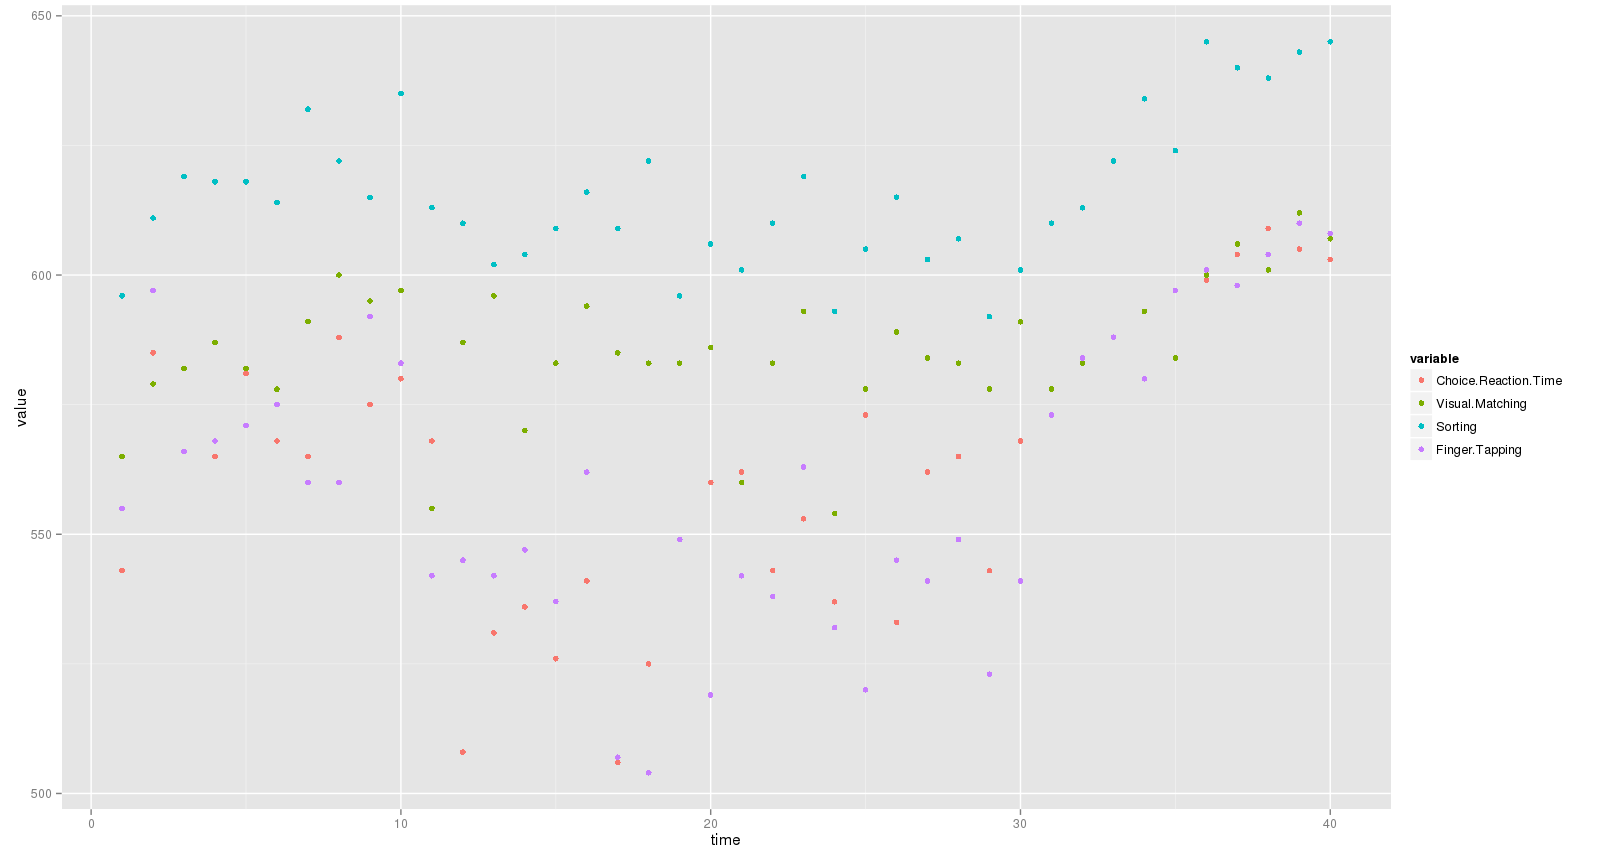 650
600
550
500
value
0 10 20 30 40
time
variable
Choice.Reaction.Time
Visual.Matching
Sorting
Finger.Tapping